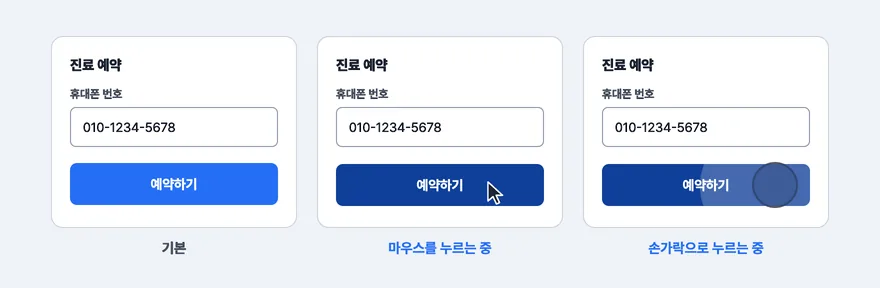 진료 예약
휴대폰 번호
010-1234-5678
예약하기
기본
진료 예약
휴대폰 번호
010-1234-5678
예약하기
마우스를 누르는 중
진료 예약
휴대폰 번호
010-1234-5678
예약하기
손가락으로 누르는 중